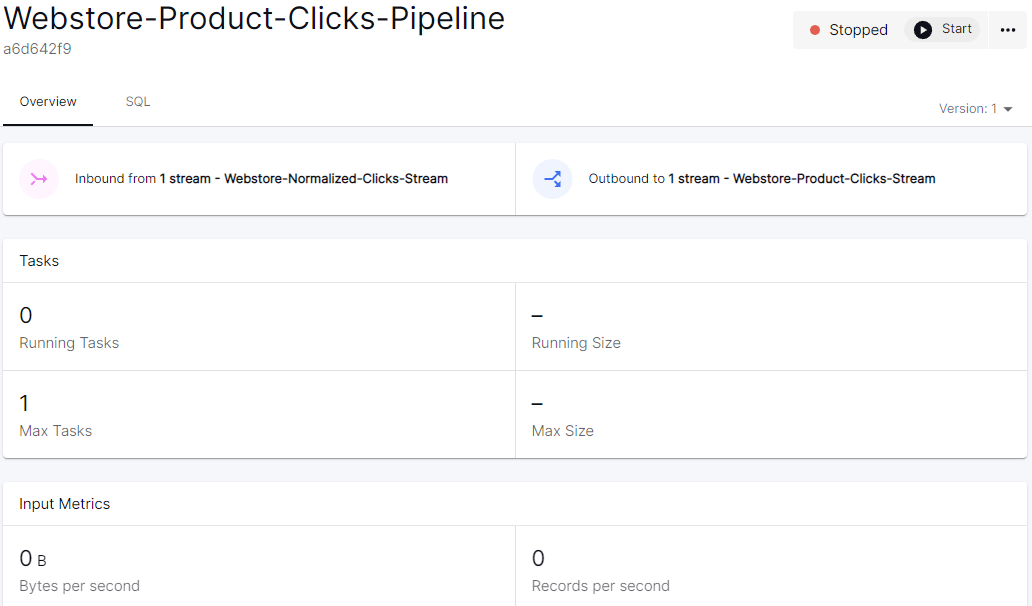 Webstore-Product-Clicks-Pipeline
a6d642f9
Stopped
Start
Overview
SQL
Version: 1
Inbound from 1 stream - Webstore-Normalized-Clicks-Stream
Outbound to 1 stream - Webstore-Product-Clicks-Stream
Tasks
0
Running Tasks
–
Running Size
1
Max Tasks
–
Max Size
Input Metrics
0 B
Bytes per second
0
Records per second